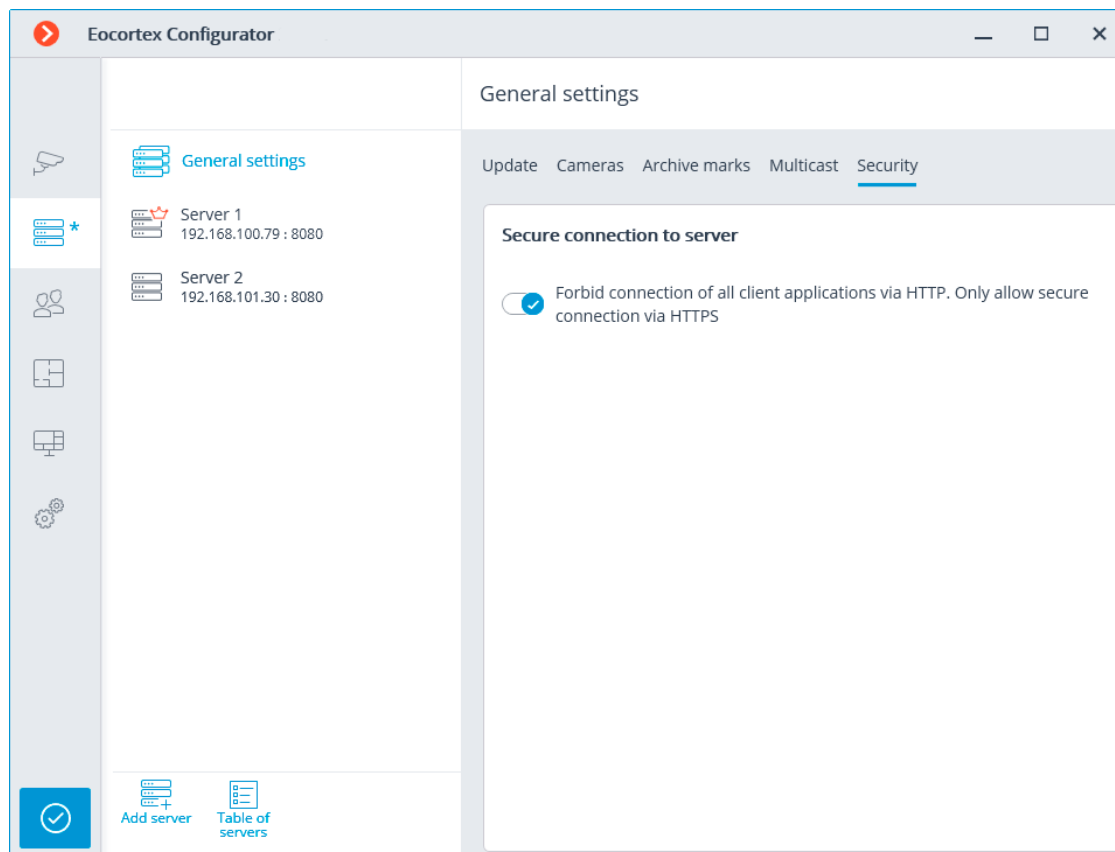 Eocortex Configurator
General settings
General settings
Server 1
192.168.100.79 : 8080
Server 2
192.168.101.30 : 8080
Add server
Table of
servers
Update Cameras Archive marks Multicast Security
Secure connection to server
Forbid connection of all client applications via HTTP. Only allow secure
connection via HTTPS